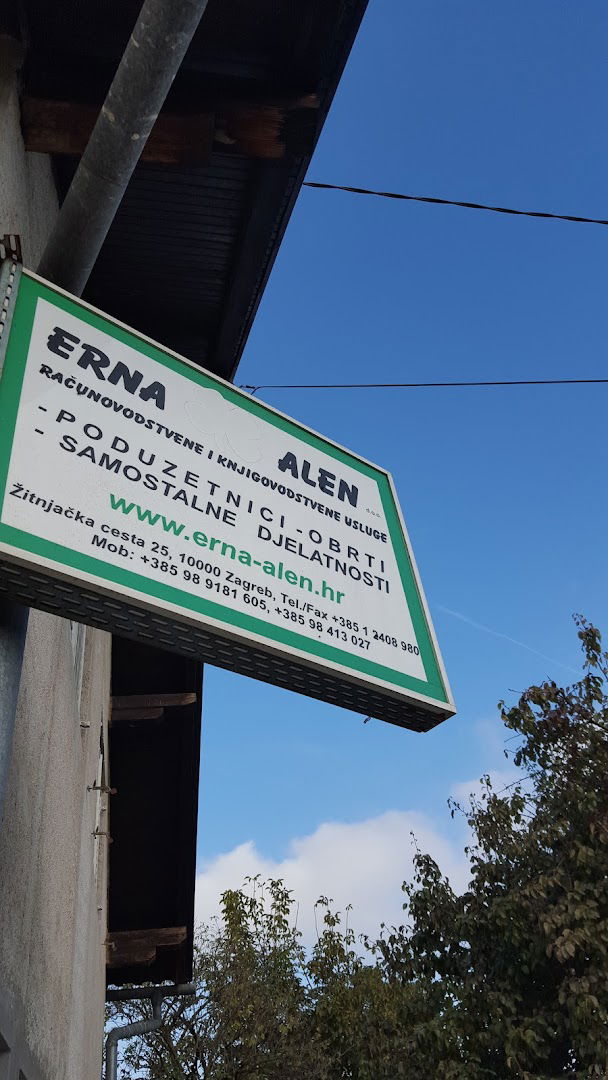 ERNA ALEN d.o.o.
RAČUNOVODSTVENE I KNJIGOVODSTVENE USLUGE
- PODUZETNICI - OBRTI
- SAMOSTALNE DJELATNOSTI
www.erna-alen.hr
Žitnjačka cesta 25, 10000 Zagreb, Tel./Fax +385 1 2408 980
Mob: +385 98 9181 605, +385 98 413 027